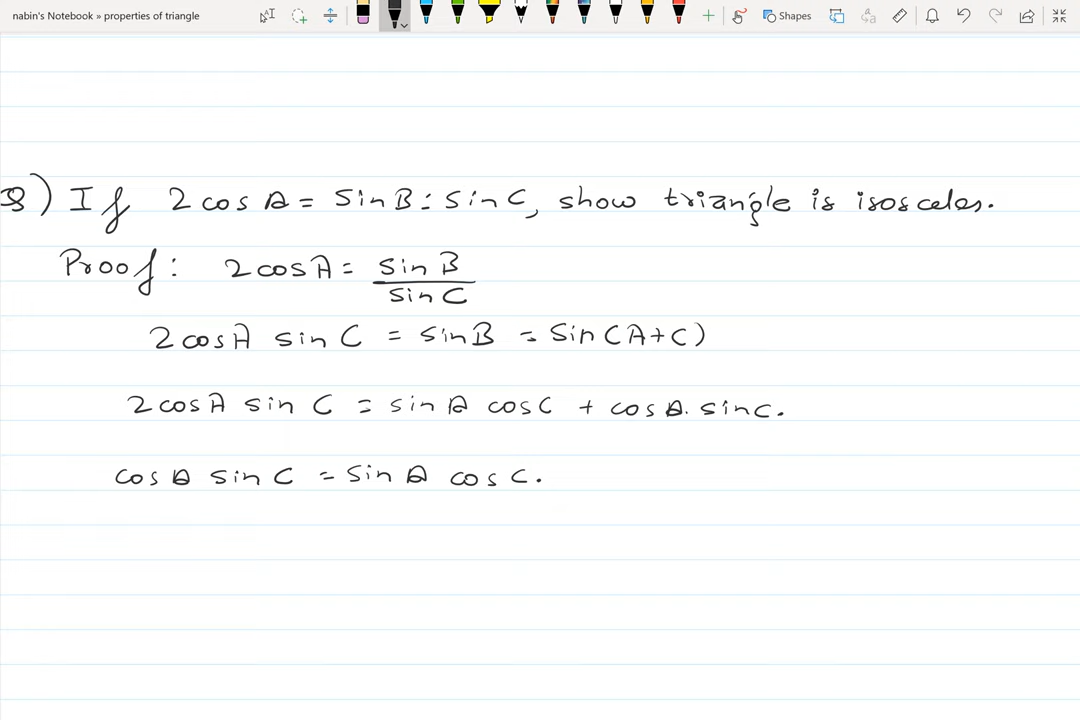 nabin's Notebook » properties of triangle
Shapes
8) If 2 cos A = sin B : sin C, show triangle is isosceles.
Proof: 2 cos A = sin B / sin C
2 cos A sin C = sin B = sin (A+C)
2 cos A sin C = sin A cos C + cos A. sin C.
cos A sin C = sin A cos C.